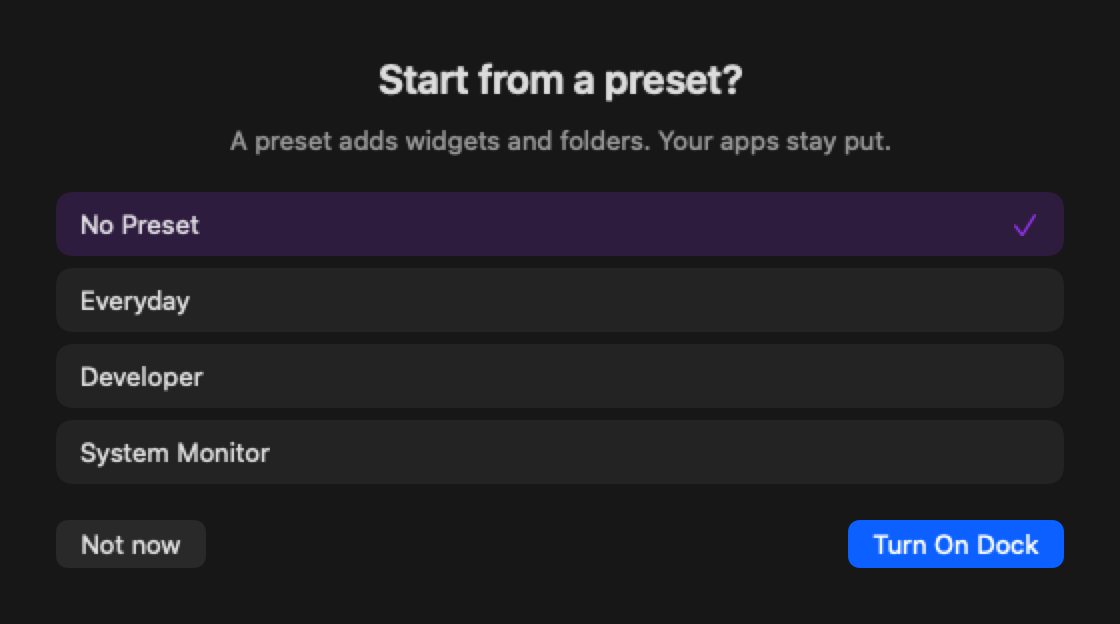 Start from a preset?
A preset adds widgets and folders. Your apps stay put.
No Preset
Everyday
Developer
System Monitor
Not now
Turn On Dock